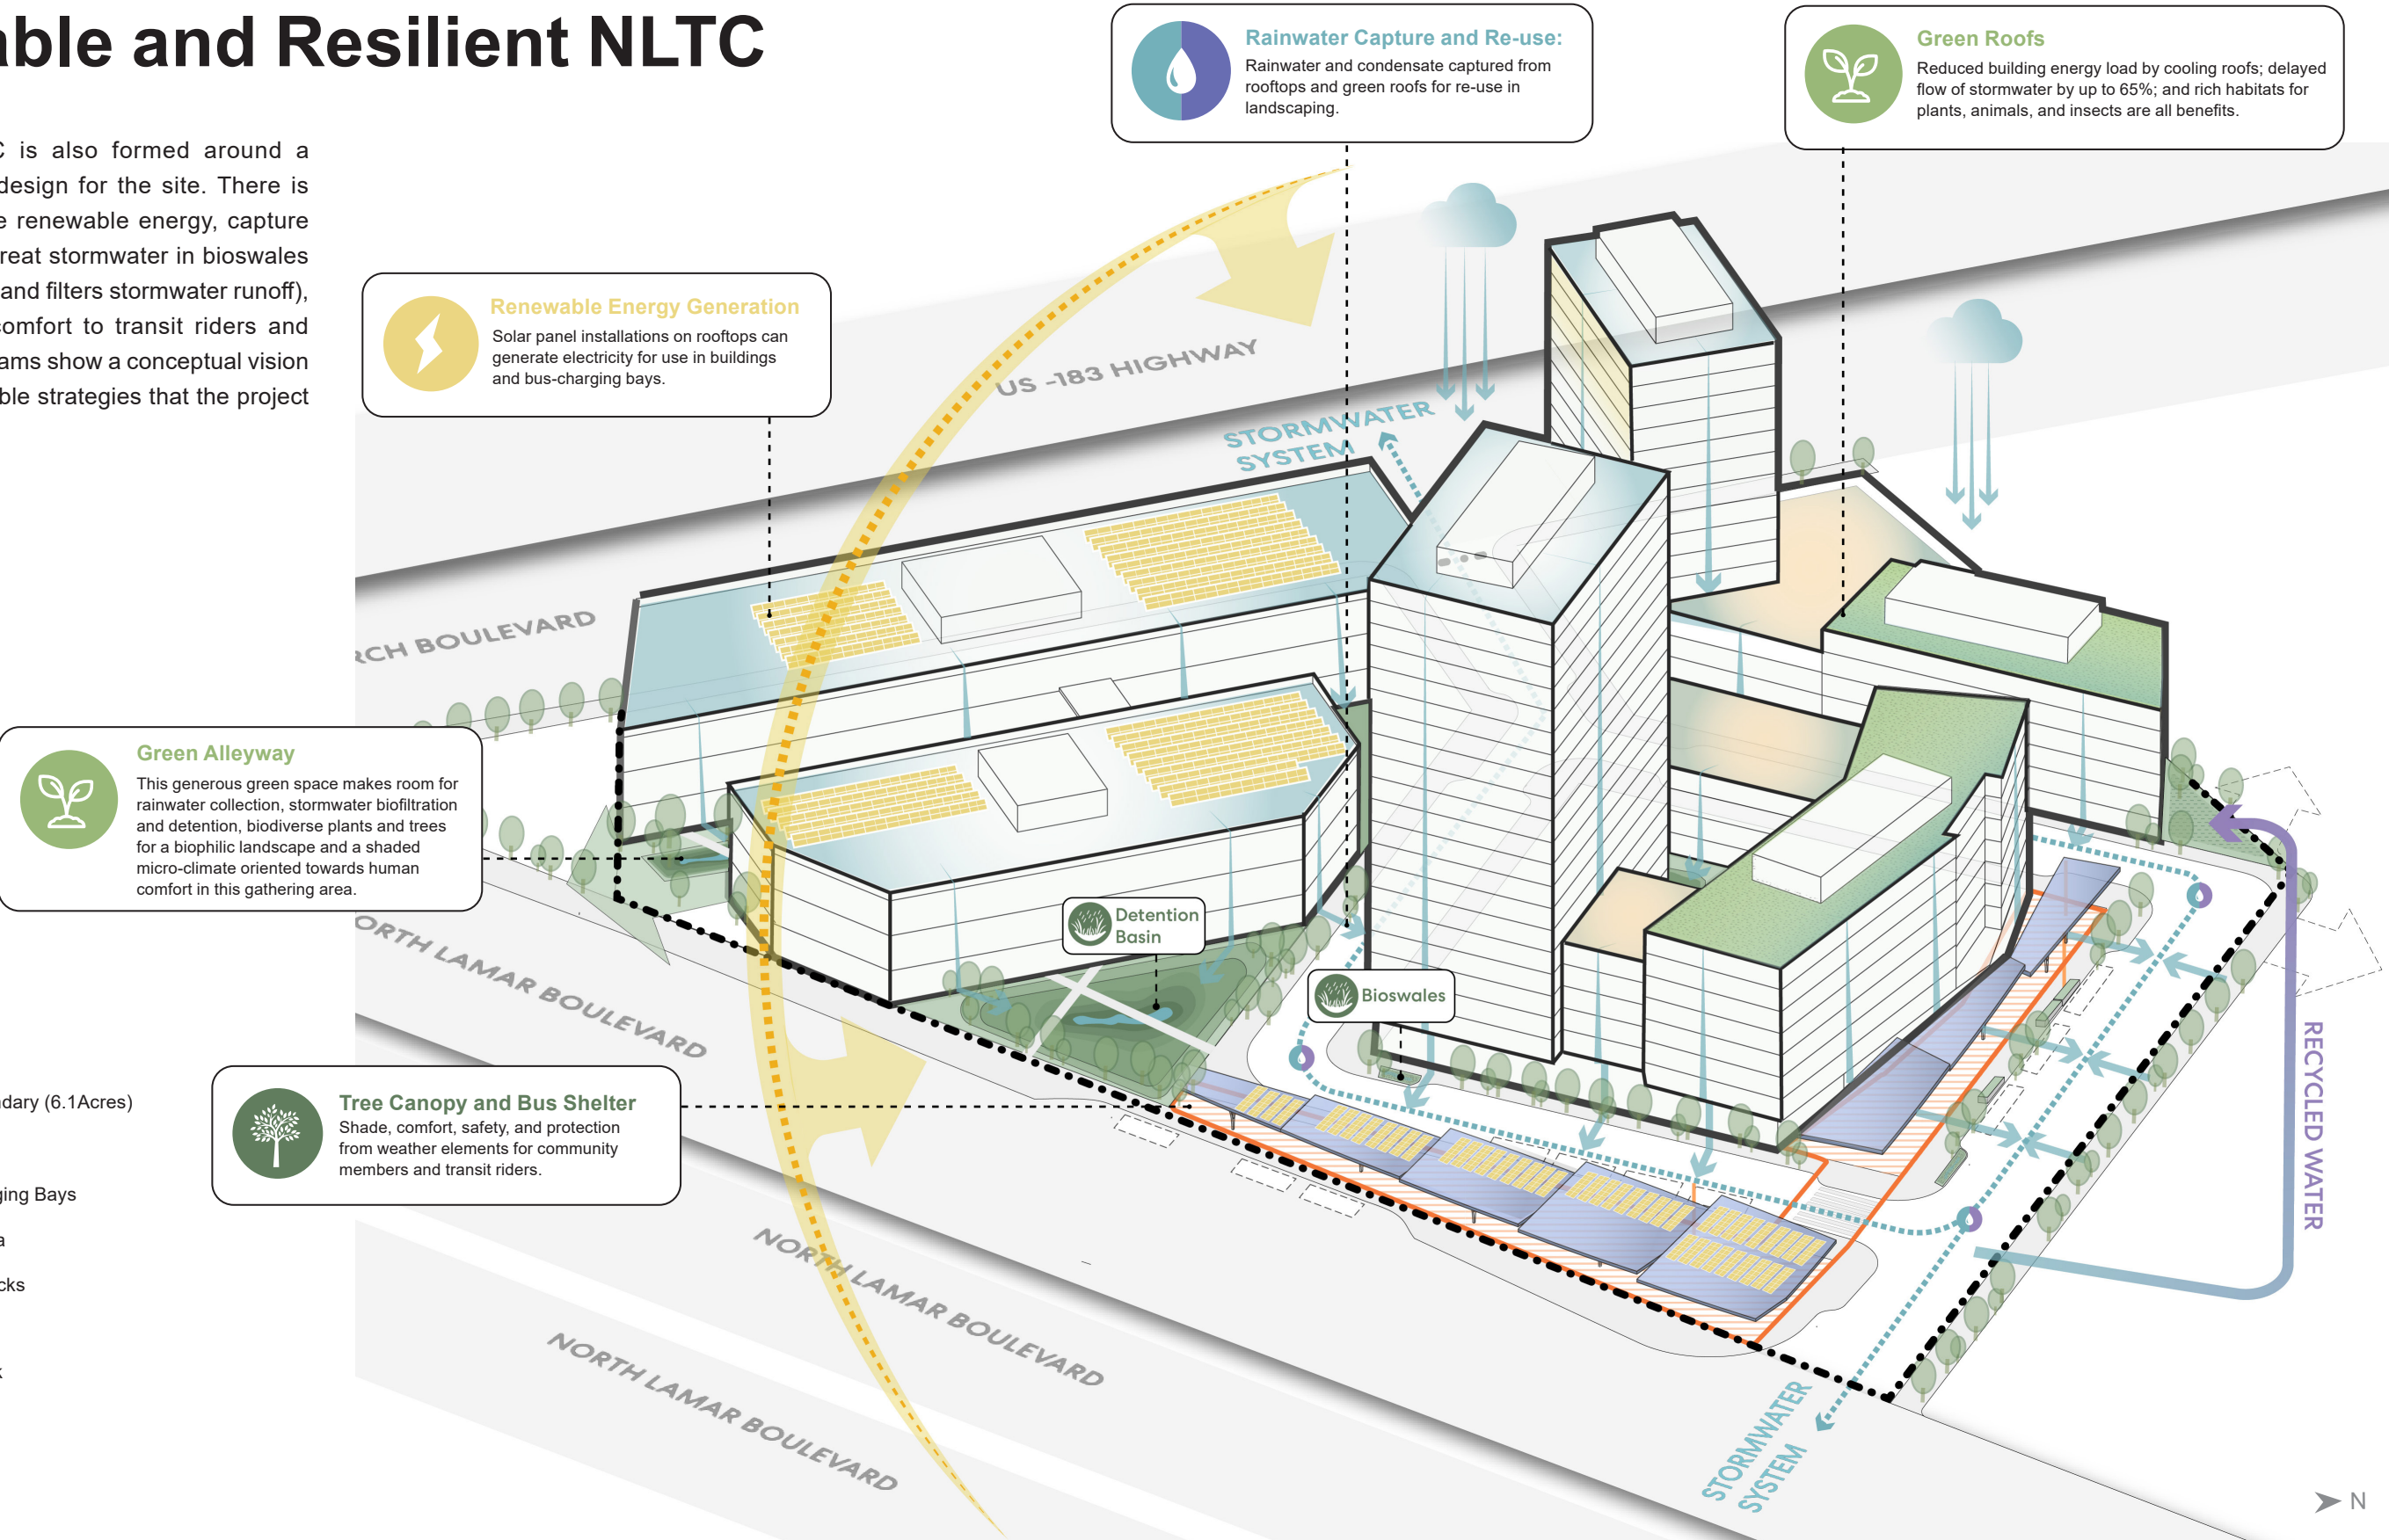 able and Resilient NLTC
C is also formed around a
design for the site. There is
e renewable energy, capture
reat stormwater in bioswales
and filters stormwater runoff),
comfort to transit riders and
ams show a conceptual vision
ble strategies that the project
Rainwater Capture and Re-use:
Rainwater and condensate captured from
rooftops and green roofs for re-use in
landscaping.
Green Roofs
Reduced building energy load by cooling roofs; delayed
flow of stormwater by up to 65%; and rich habitats for
plants, animals, and insects are all benefits.
Renewable Energy Generation
Solar panel installations on rooftops can
generate electricity for use in buildings
and bus-charging bays.
US -183 HIGHWAY
STORMWATER
SYSTEM
RCH BOULEVARD
Green Alleyway
This generous green space makes room for
rainwater collection, stormwater biofiltration
and detention, biodiverse plants and trees
for a biophilic landscape and a shaded
micro-climate oriented towards human
comfort in this gathering area.
ORTH LAMAR BOULEVARD
Detention
Basin
Bioswales
Tree Canopy and Bus Shelter
Shade, comfort, safety, and protection
from weather elements for community
members and transit riders.
dary (6.1Acres)
ging Bays
a
cks
k
RECYCLED WATER
NORTH LAMAR BOULEVARD
NORTH LAMAR BOULEVARD
STORMWATER
SYSTEM
N